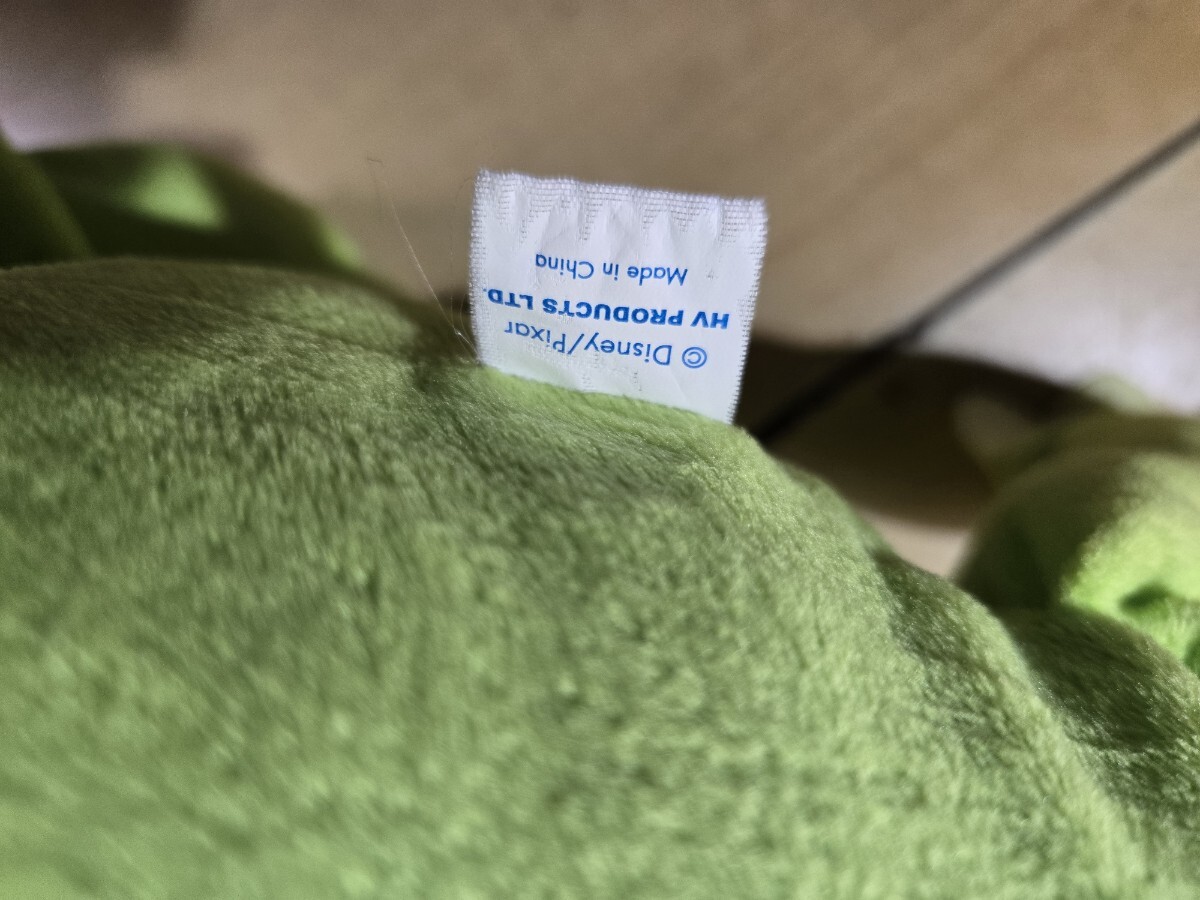 © Disney/Pixar
HV PRODUCTS LTD.
Made in China